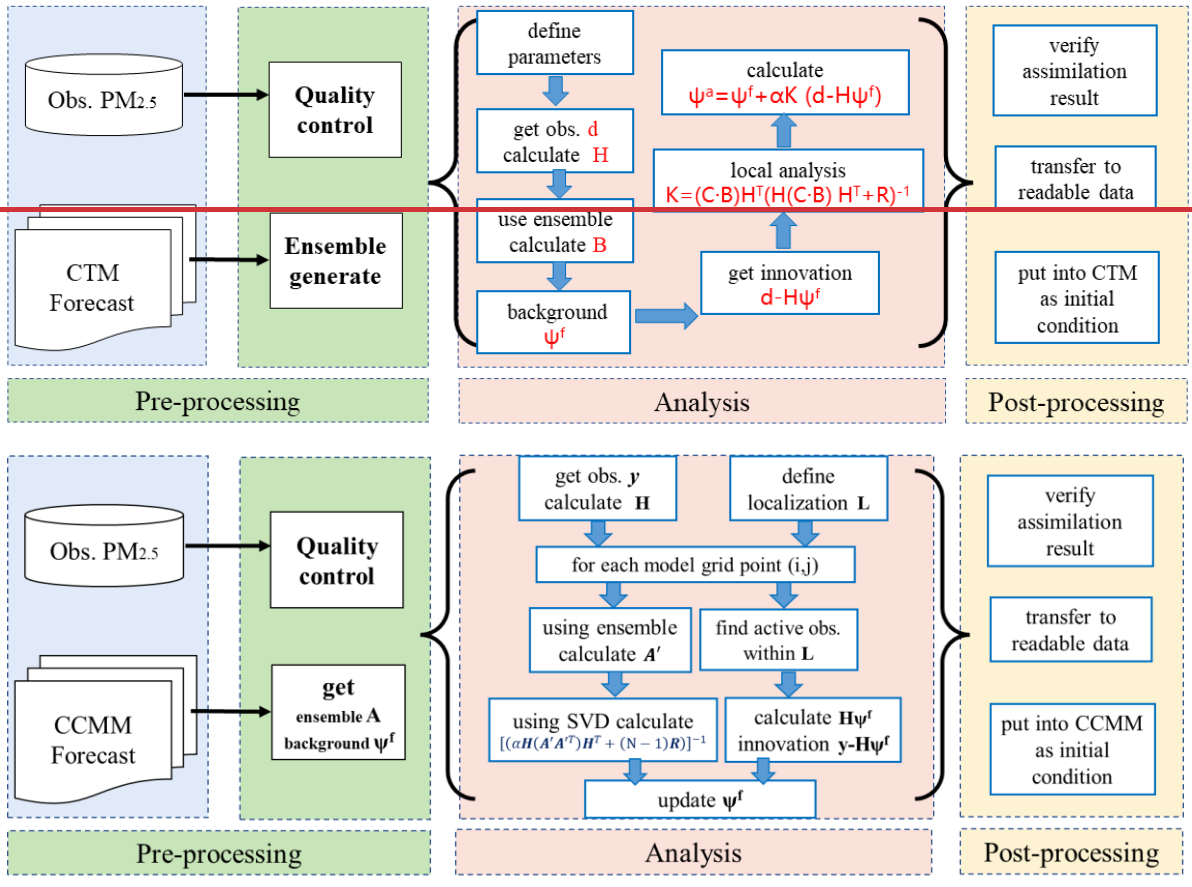 Obs. PM2.5
Quality
control
CTM
Forecast
Ensemble
generate
define
parameters
get obs. d
calculate H
use ensemble
calculate B
background
ψᶠ
get innovation
d-Hψᶠ
local analysis
K=(C·B)Hᵀ(H(C·B) Hᵀ+R)⁻¹
calculate
ψᵃ=ψᶠ+αK (d-Hψᶠ)
verify
assimilation
result
transfer to
readable data
put into CTM
as initial
condition
Pre-processing
Analysis
Post-processing
Obs. PM2.5
Quality
control
CCMM
Forecast
get
ensemble A
background ψᶠ
get obs. y
calculate H
define
localization L
for each model grid point (i,j)
using ensemble
calculate A′
find active obs.
within L
using SVD calculate
[(αH(A′A′ᵀ)Hᵀ + (N − 1)R)]⁻¹
calculate Hψᶠ
innovation y-Hψᶠ
update ψᶠ
verify
assimilation
result
transfer to
readable data
put into CCMM
as initial
condition
Pre-processing
Analysis
Post-processing